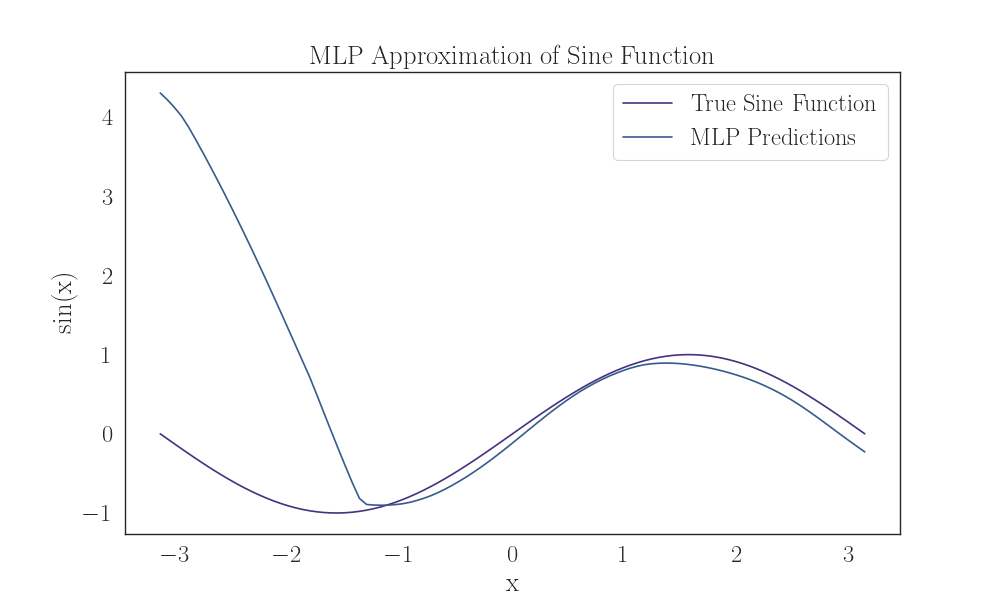 MLP Approximation of Sine Function
True Sine Function
MLP Predictions
4
3
2
1
0
−1
sin(x)
−3 −2 −1 0 1 2 3
x